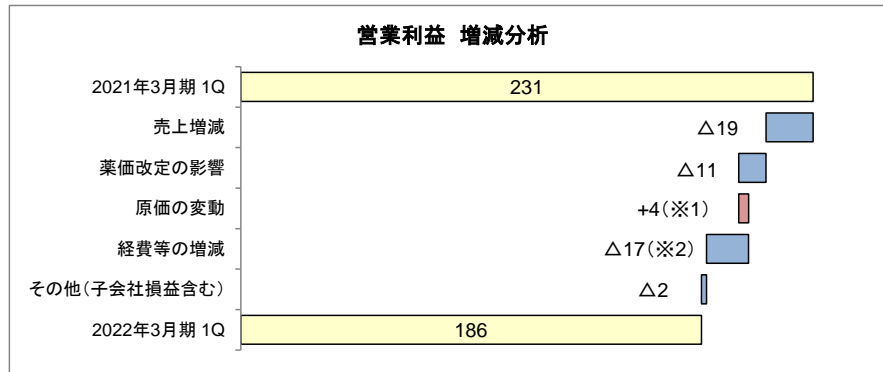 営業利益 増減分析
2021年3月期 1Q
231
売上増減
△19
薬価改定の影響
△11
原価の変動
+4(※1)
経費等の増減
△17(※2)
その他(子会社損益含む)
△2
2022年3月期 1Q
186